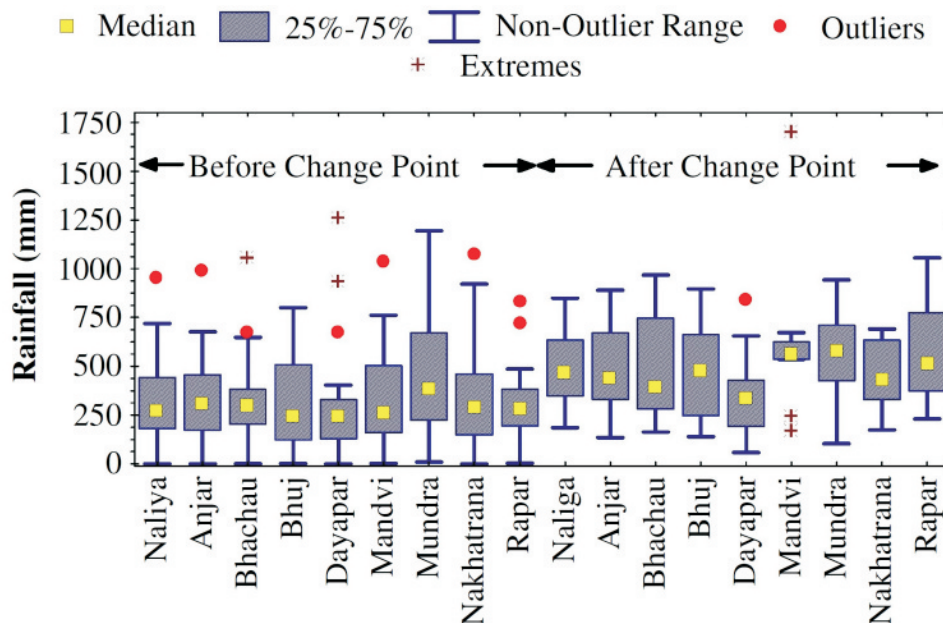 Median 25%-75% Non-Outlier Range Outliers
Extremes
Rainfall (mm)
1750
1500
1250
1000
750
500
250
0
Before Change Point After Change Point
Naliya
Anjar
Bhachau
Bhuj
Dayapar
Mandvi
Mundra
Nakhatrana
Rapar
Naliga
Anjar
Bhachau
Bhuj
Dayapar
Mandvi
Mundra
Nakhatrana
Rapar